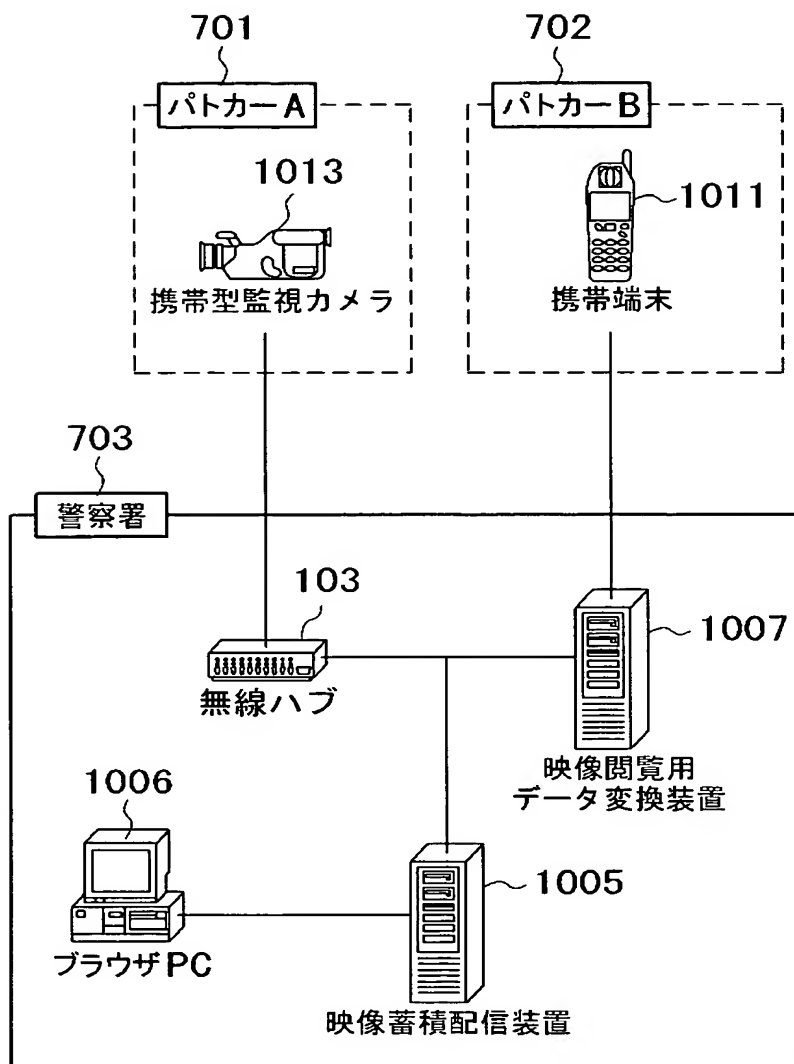 701
702
パトカーA
パトカーB
1013
1011
携帯型監視カメラ
携帯端末
703
警察署
103
1007
無線ハブ
映像閲覧用
データ変換装置
1006
1005
ブラウザPC
映像蓄積配信装置